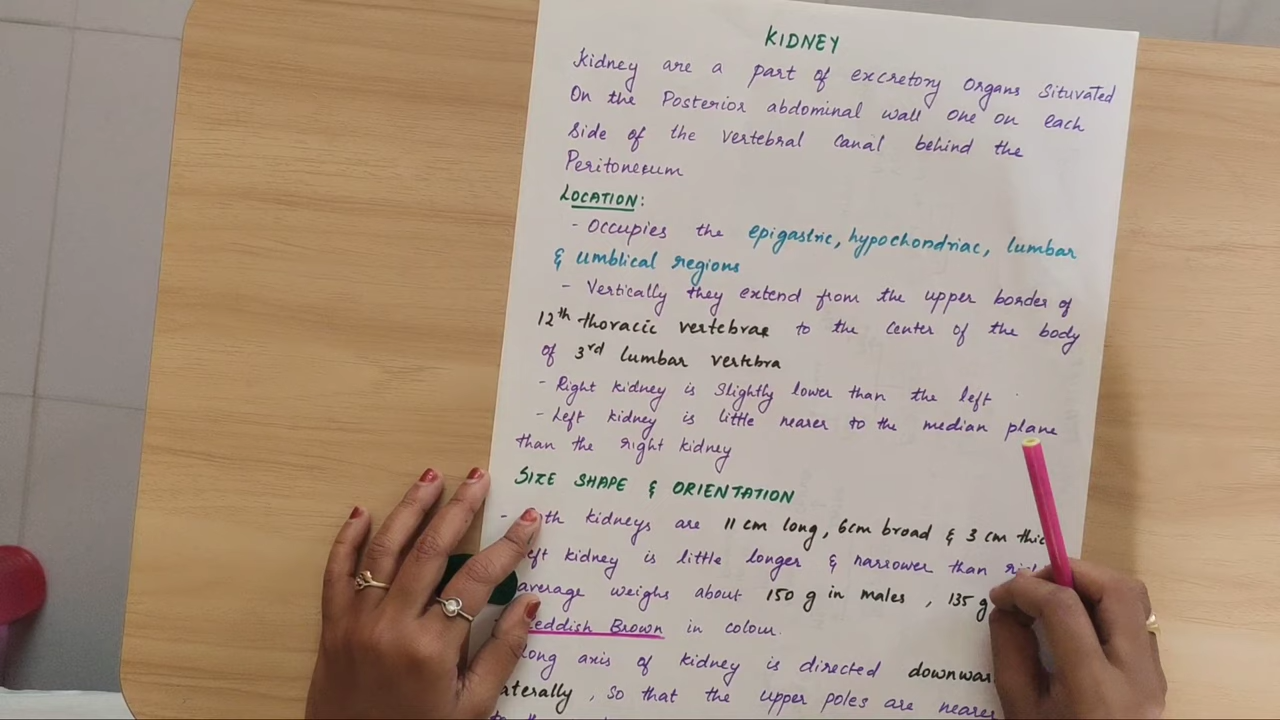 KIDNEY
Kidney are a part of excretory organs situvated
On the Posterior abdominal wall one on each
Side of the vertebral canal behind the
Peritoneum
LOCATION:
- Occupies the epigastric, hypochondriac, lumbar
& umblical regions
- Vertically they extend from the upper border of
12th thoracic vertebrae to the center of the body
of 3rd lumbar vertebra
- Right kidney is slightly lower than the left
- Left kidney is little nearer to the median plane
than the right kidney
SIZE SHAPE & ORIENTATION
- kidneys are 11 cm long, 6cm broad & 3 cm
kidney is little longer & narrower than
average weighs about 150 g in males, 135 g
Reddish Brown in colour.
Long axis of kidney is directed
, so that the upper poles are nearer